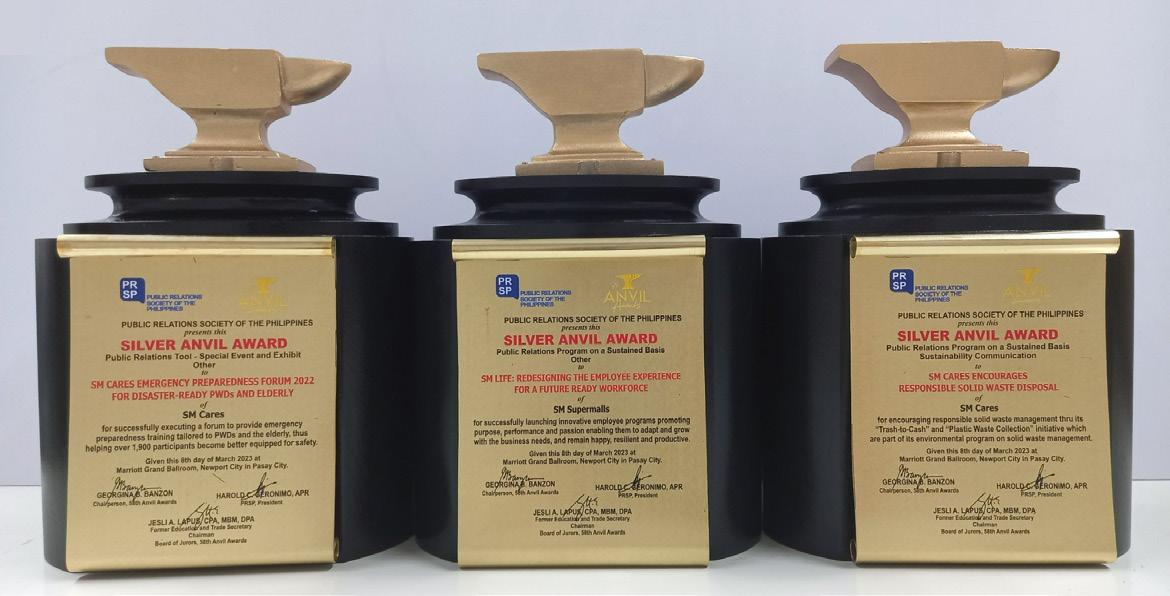 PR
SP
PUBLIC RELATIONS
SOCIETY OF THE
PHILIPPINES
ANVIL
Awards
PUBLIC RELATIONS SOCIETY OF THE PHILIPPINES
presents this
SILVER ANVIL AWARD
Public Relations Tool - Special Event and Exhibit
Other
to
SM CARES EMERGENCY PREPAREDNESS FORUM 2022
FOR DISASTER-READY PWDs AND ELDERLY
of
SM Cares
for successfully executing a forum to provide emergency
preparedness training tailored to PWDs and the elderly, thus
helping over 1,900 participants become better equipped for safety.
Given this 8th day of March 2023 at
Marriott Grand Ballroom, Newport City in Pasay City.
GEORGINA B. BANZON
Chairperson, 58th Anvil Awards
HAROLD C. GERONIMO, APR
PRSP, President
JESLI A. LAPUS, CPA, MBM, DPA
Former Education and Trade Secretary
Chairman
Board of Jurors, 58th Anvil Awards
PR
SP
PUBLIC RELATIONS
SOCIETY OF THE
PHILIPPINES
ANVIL
Awards
PUBLIC RELATIONS SOCIETY OF THE PHILIPPINES
presents this
SILVER ANVIL AWARD
Public Relations Program on a Sustained Basis
Other
to
SM LIFE: REDESIGNING THE EMPLOYEE EXPERIENCE
FOR A FUTURE READY WORKFORCE
of
SM Supermalls
for successfully launching innovative employee programs promoting
purpose, performance and passion enabling them to adapt and grow
with the business needs, and remain happy, resilient and productive.
Given this 8th day of March 2023 at
Marriott Grand Ballroom, Newport City in Pasay City.
GEORGINA B. BANZON
Chairperson, 58th Anvil Awards
HAROLD C. GERONIMO, APR
PRSP, President
JESLI A. LAPUS, CPA, MBM, DPA
Former Education and Trade Secretary
Chairman
Board of Jurors, 58th Anvil Awards
PR
SP
PUBLIC RELATIONS
SOCIETY OF THE
PHILIPPINES
ANVIL
Awards
PUBLIC RELATIONS SOCIETY OF THE PHILIPPINES
presents this
SILVER ANVIL AWARD
Public Relations Program on a Sustained Basis
Sustainability Communication
to
SM CARES ENCOURAGES
RESPONSIBLE SOLID WASTE DISPOSAL
of
SM Cares
for encouraging responsible solid waste management thru its
"Trash-to-Cash" and "Plastic Waste Collection" initiative which
are part of its environmental program on solid waste management.
Given this 8th day of March 2023 at
Marriott Grand Ballroom, Newport City in Pasay City.
GEORGINA B. BANZON
Chairperson, 58th Anvil Awards
HAROLD C. GERONIMO, APR
PRSP, President
JESLI A. LAPUS, CPA, MBM, DPA
Former Education and Trade Secretary
Chairman
Board of Jurors, 58th Anvil Awards